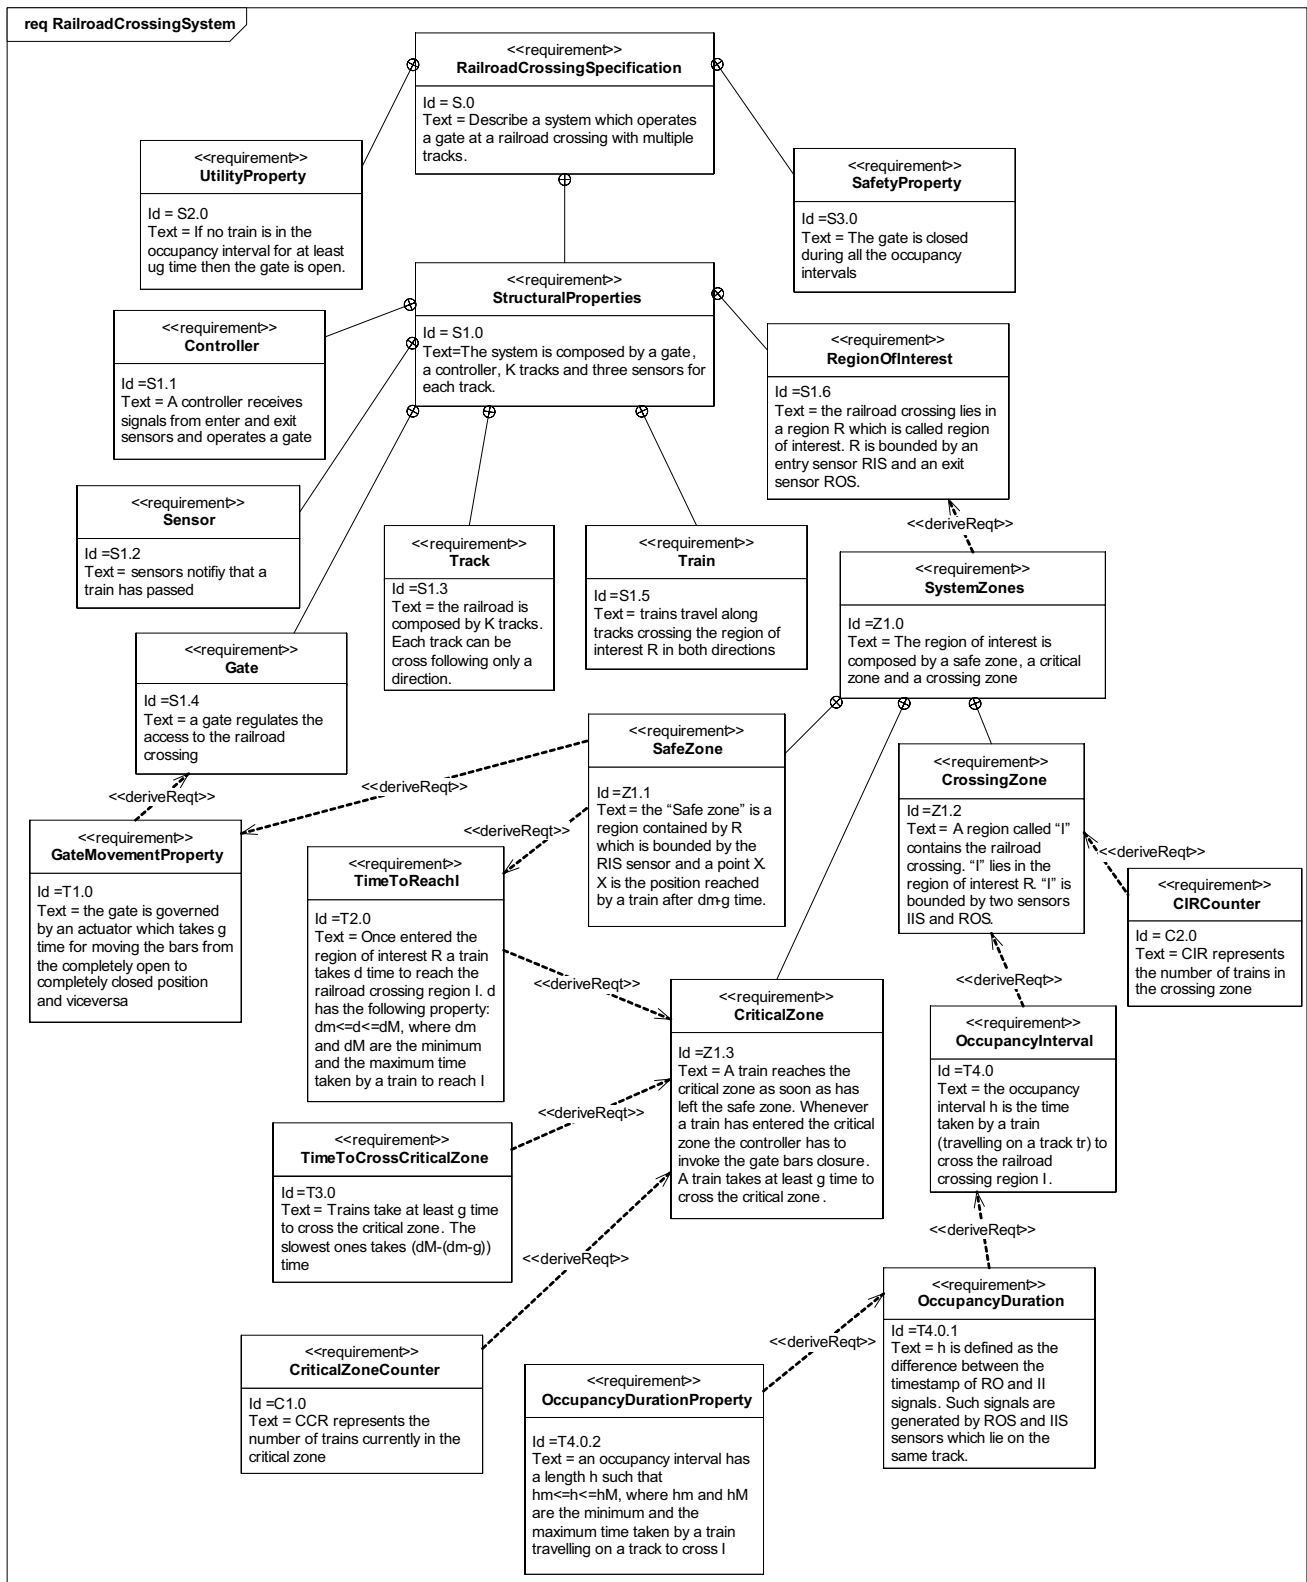 req RailroadCrossingSystem
<<requirement>>
RailroadCrossingSpecification
Id = S.0
Text = Describe a system which operates
a gate at a railroad crossing with multiple
tracks.
<<requirement>>
UtilityProperty
Id = S2.0
Text = If no train is in the
occupancy interval for at least
ug time then the gate is open.
<<requirement>>
SafetyProperty
Id =S3.0
Text = The gate is closed
during all the occupancy
intervals
<<requirement>>
StructuralProperties
Id = S1.0
Text=The system is composed by a gate,
a controller, K tracks and three sensors for
each track.
<<requirement>>
Controller
Id =S1.1
Text = A controller receives
signals from enter and exit
sensors and operates a gate
<<requirement>>
RegionOfInterest
Id =S1.6
Text = the railroad crossing lies in
a region R which is called region
of interest. R is bounded by an
entry sensor RIS and an exit
sensor ROS.
<<requirement>>
Sensor
Id =S1.2
Text = sensors notifiy that a
train has passed
<<requirement>>
Track
Id =S1.3
Text = the railroad is
composed by K tracks.
Each track can be
cross following only a
direction.
<<requirement>>
Train
Id =S1.5
Text = trains travel along
tracks crossing the region of
interest R in both directions
<<deriveReqt>>
<<requirement>>
SystemZones
Id =Z1.0
Text = The region of interest is
composed by a safe zone, a critical
zone and a crossing zone
<<requirement>>
Gate
Id =S1.4
Text = a gate regulates the
access to the railroad
crossing
<<deriveReqt>>
<<deriveReqt>>
<<requirement>>
SafeZone
Id =Z1.1
Text = the “Safe zone” is a
region contained by R
which is bounded by the
RIS sensor and a point X.
X is the position reached
by a train after dm-g time.
<<requirement>>
CrossingZone
Id =Z1.2
Text = A region called “I”
contains the railroad
crossing. “I” lies in the
region of interest R. “I” is
bounded by two sensors
IIS and ROS.
<<requirement>>
GateMovementProperty
Id =T1.0
Text = the gate is governed
by an actuator which takes g
time for moving the bars from
the completely open to
completely closed position
and viceversa
<<deriveReqt>>
<<requirement>>
TimeToReachI
Id =T2.0
Text = Once entered the
region of interest R a train
takes d time to reach the
railroad crossing region I. d
has the following property:
dm<=d<=dM, where dm
and dM are the minimum
and the maximum time
taken by a train to reach I
<<deriveReqt>>
<<requirement>>
CIRCounter
Id = C2.0
Text = CIR represents
the number of trains in
the crossing zone
<<deriveReqt>>
<<deriveReqt>>
<<requirement>>
CriticalZone
Id =Z1.3
Text = A train reaches the
critical zone as soon as has
left the safe zone. Whenever
a train has entered the critical
zone the controller has to
invoke the gate bars closure.
A train takes at least g time to
cross the critical zone.
<<requirement>>
OccupancyInterval
Id =T4.0
Text = the occupancy
interval h is the time
taken by a train
(travelling on a track tr) to
cross the railroad
crossing region I.
<<deriveReqt>>
<<requirement>>
TimeToCrossCriticalZone
Id =T3.0
Text = Trains take at least g time
to cross the critical zone. The
slowest ones takes (dM-(dm-g))
time
<<deriveReqt>>
<<deriveReqt>>
<<requirement>>
OccupancyDuration
Id =T4.0.1
Text = h is defined as the
difference between the
timestamp of RO and II
signals. Such signals are
generated by ROS and IIS
sensors which lie on the
same track.
<<requirement>>
CriticalZoneCounter
Id =C1.0
Text = CCR represents the
number of trains currently in the
critical zone
<<deriveReqt>>
<<requirement>>
OccupancyDurationProperty
Id =T4.0.2
Text = an occupancy interval has
a length h such that
hm<=h<=hM, where hm and hM
are the minimum and the
maximum time taken by a train
travelling on a track to cross I